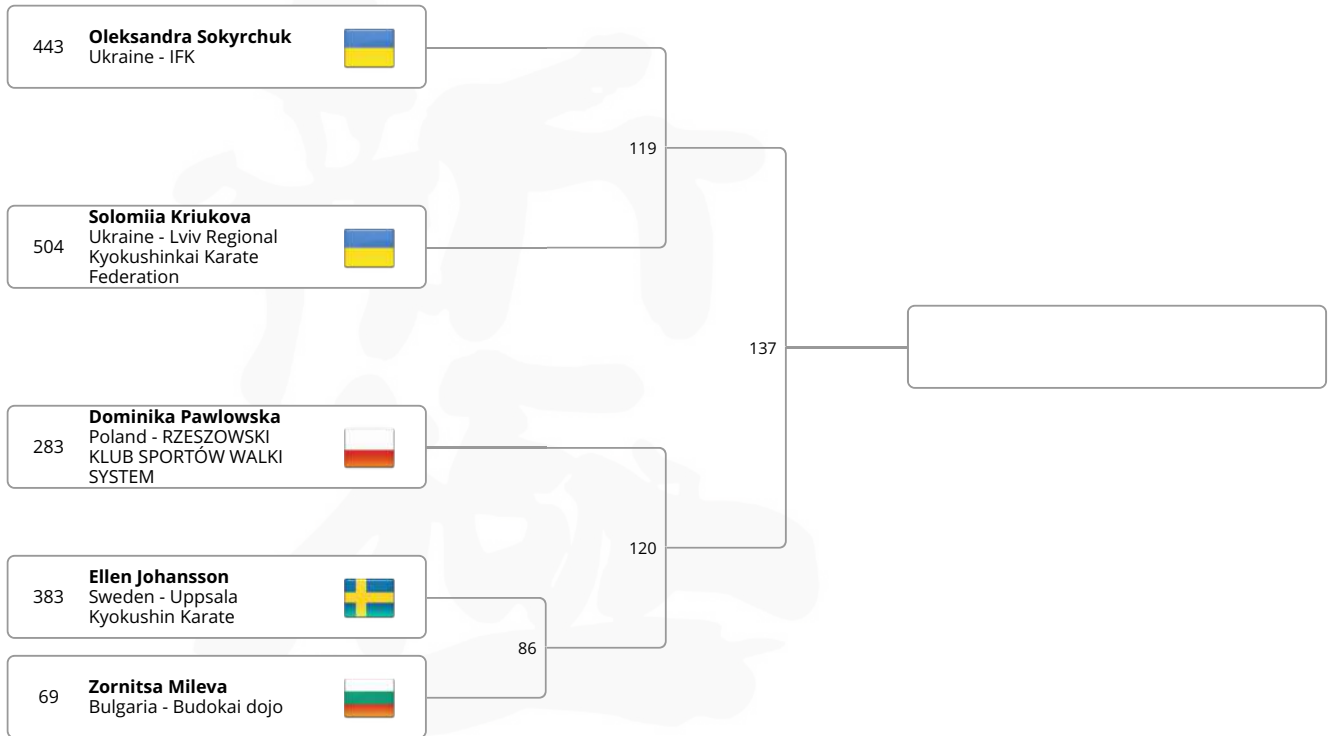 443
Oleksandra Sokyrchuk
Ukraine - IFK
119
504
Solomiia Kriukova
Ukraine - Lviv Regional
Kyokushinkai Karate
Federation
137
283
Dominika Pawlowska
Poland - RZESZOWSKI
KLUB SPORTÓW WALKI
SYSTEM
120
383
Ellen Johansson
Sweden - Uppsala
Kyokushin Karate
86
69
Zornitsa Mileva
Bulgaria - Budokai dojo